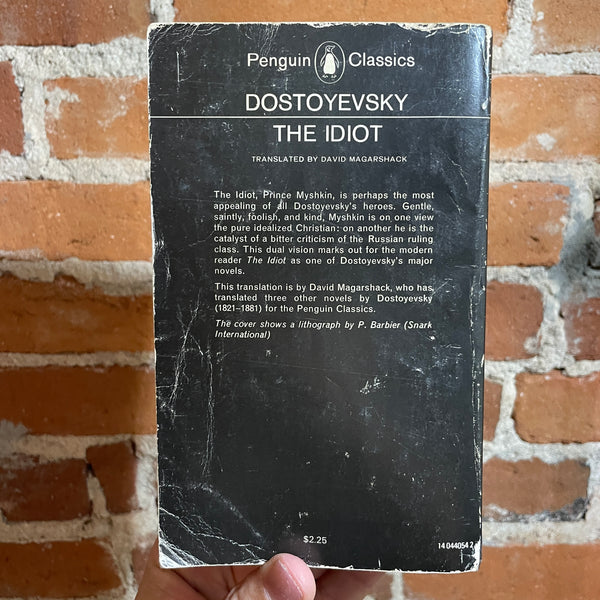 Penguin Classics
DOSTOYEVSKY
THE IDIOT
TRANSLATED BY DAVID MAGARSHACK
The Idiot, Prince Myshkin, is perhaps the most
appealing of all Dostoyevsky's heroes. Gentle,
saintly, foolish, and kind, Myshkin is on one view
the pure idealized Christian: on another he is the
catalyst of a bitter criticism of the Russian ruling
class. This dual vision marks out for the modern
reader The Idiot as one of Dostoyevsky's major
novels.
This translation is by David Magarshack, who has
translated three other novels by Dostoyevsky
(1821–1881) for the Penguin Classics.
The cover shows a lithograph by P. Barbier (Snark
International)
$2.25
14 044054 2